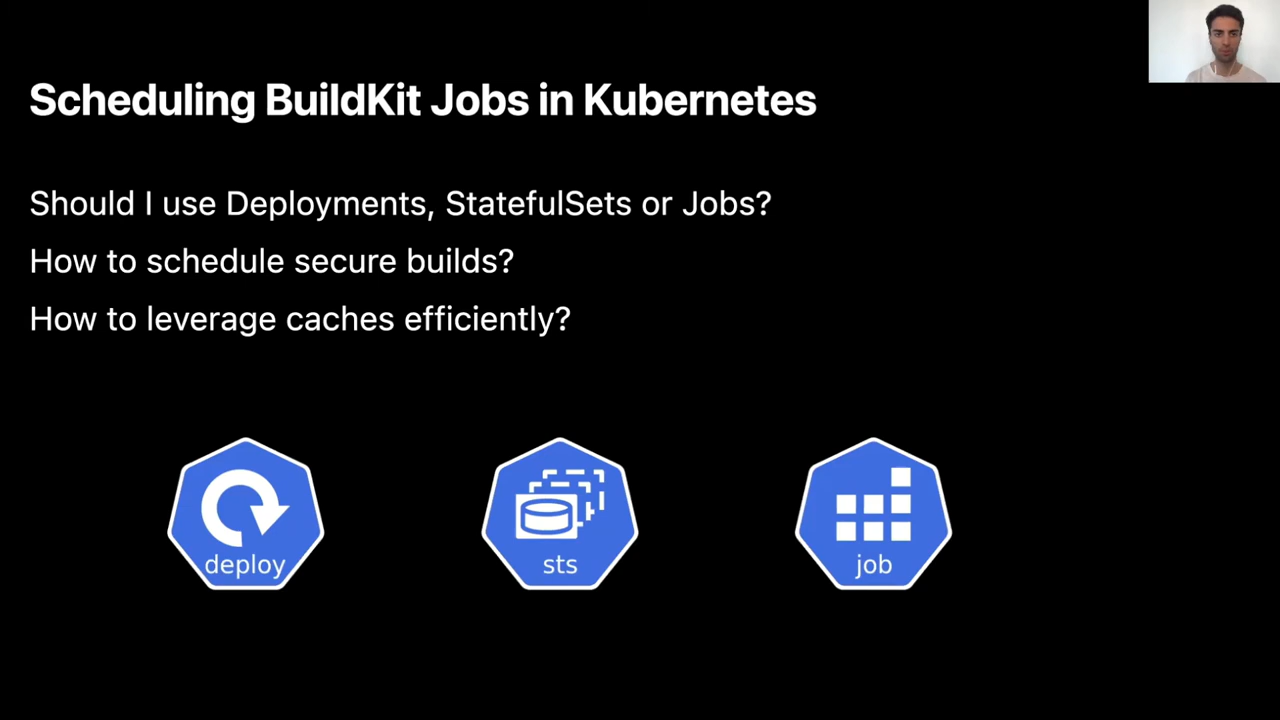 Scheduling BuildKit Jobs in Kubernetes
Should I use Deployments, StatefulSets or Jobs?
How to schedule secure builds?
How to leverage caches efficiently?
deploy
sts
job